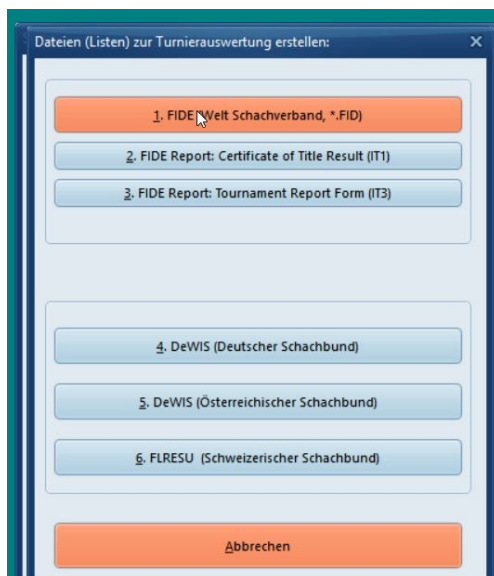 Dateien (Listen) zur Turnierauswertung erstellen:
1. FIDE (Welt Schachverband, *.FID)
2. FIDE Report: Certificate of Title Result (IT1)
3. FIDE Report: Tournament Report Form (IT3)
4. DeWIS (Deutscher Schachbund)
5. DeWIS (Österreichischer Schachbund)
6. FLRESU (Schweizerischer Schachbund)
Abbrechen